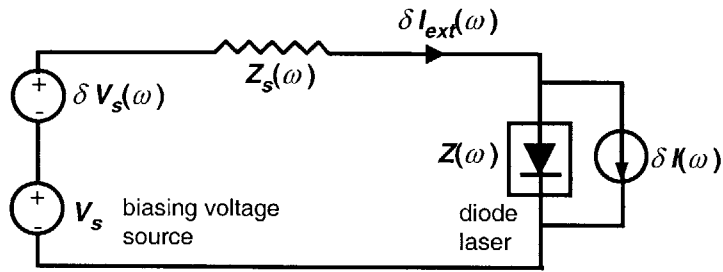 δ I_ext(ω)
Z_s(ω)
+
-
δ V_s(ω)
Z(ω)
δ I(ω)
+
-
V_s
biasing voltage
source
diode
laser